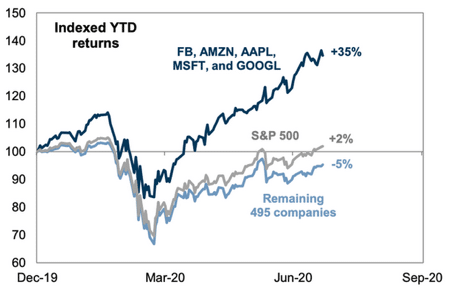 150
140
130
120
110
100
90
80
70
60
Indexed YTD
returns
FB, AMZN, AAPL,
MSFT, and GOOGL
+35%
S&P 500
+2%
-5%
Remaining
495 companies
Dec-19
Mar-20
Jun-20
Sep-20